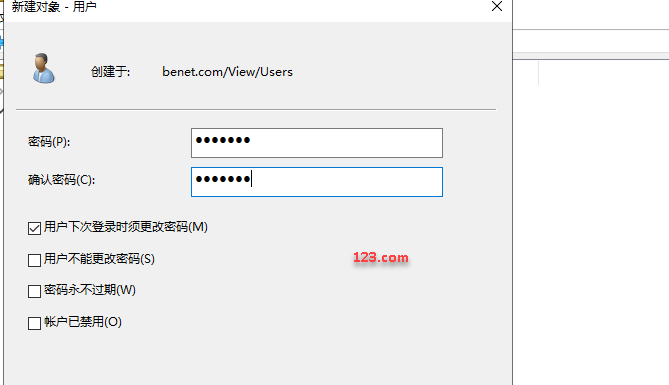 新建对象 - 用户
创建于: benet.com/View/Users
密码(P): •••••••
确认密码(C): •••••••
用户下次登录时须更改密码(M)
用户不能更改密码(S)
123.com
密码永不过期(W)
帐户已禁用(O)